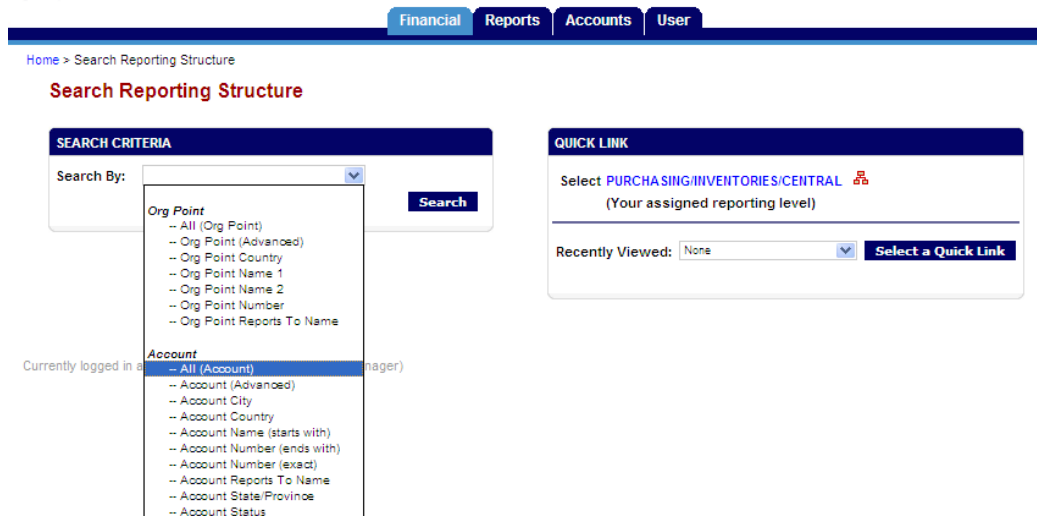 Financial Reports Accounts User
Home > Search Reporting Structure
Search Reporting Structure
SEARCH CRITERIA
Search By:
Search
Org Point
-- All (Org Point)
-- Org Point (Advanced)
-- Org Point Country
-- Org Point Name 1
-- Org Point Name 2
-- Org Point Number
-- Org Point Reports To Name
Account
-- All (Account)
-- Account (Advanced)
-- Account City
-- Account Country
-- Account Name (starts with)
-- Account Number (ends with)
-- Account Number (exact)
-- Account Reports To Name
-- Account State/Province
-- Account Status
QUICK LINK
Select PURCHASING/INVENTORIES/CENTRAL
(Your assigned reporting level)
Recently Viewed: None Select a Quick Link
Currently logged in a nager)